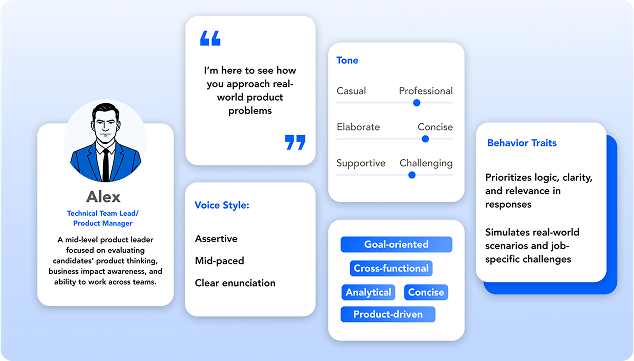 Alex
Technical Team Lead/
Product Manager
A mid-level product leader
focused on evaluating
candidates' product thinking,
business impact awareness, and
ability to work across teams.
“
I'm here to see how
you approach real-
world product
problems
”
Voice Style:
Assertive
Mid-paced
Clear enunciation
Tone
Casual Professional
Elaborate Concise
Supportive Challenging
Goal-oriented
Cross-functional
Analytical Concise
Product-driven
Behavior Traits
Prioritizes logic, clarity,
and relevance in
responses
Simulates real-world
scenarios and job-
specific challenges